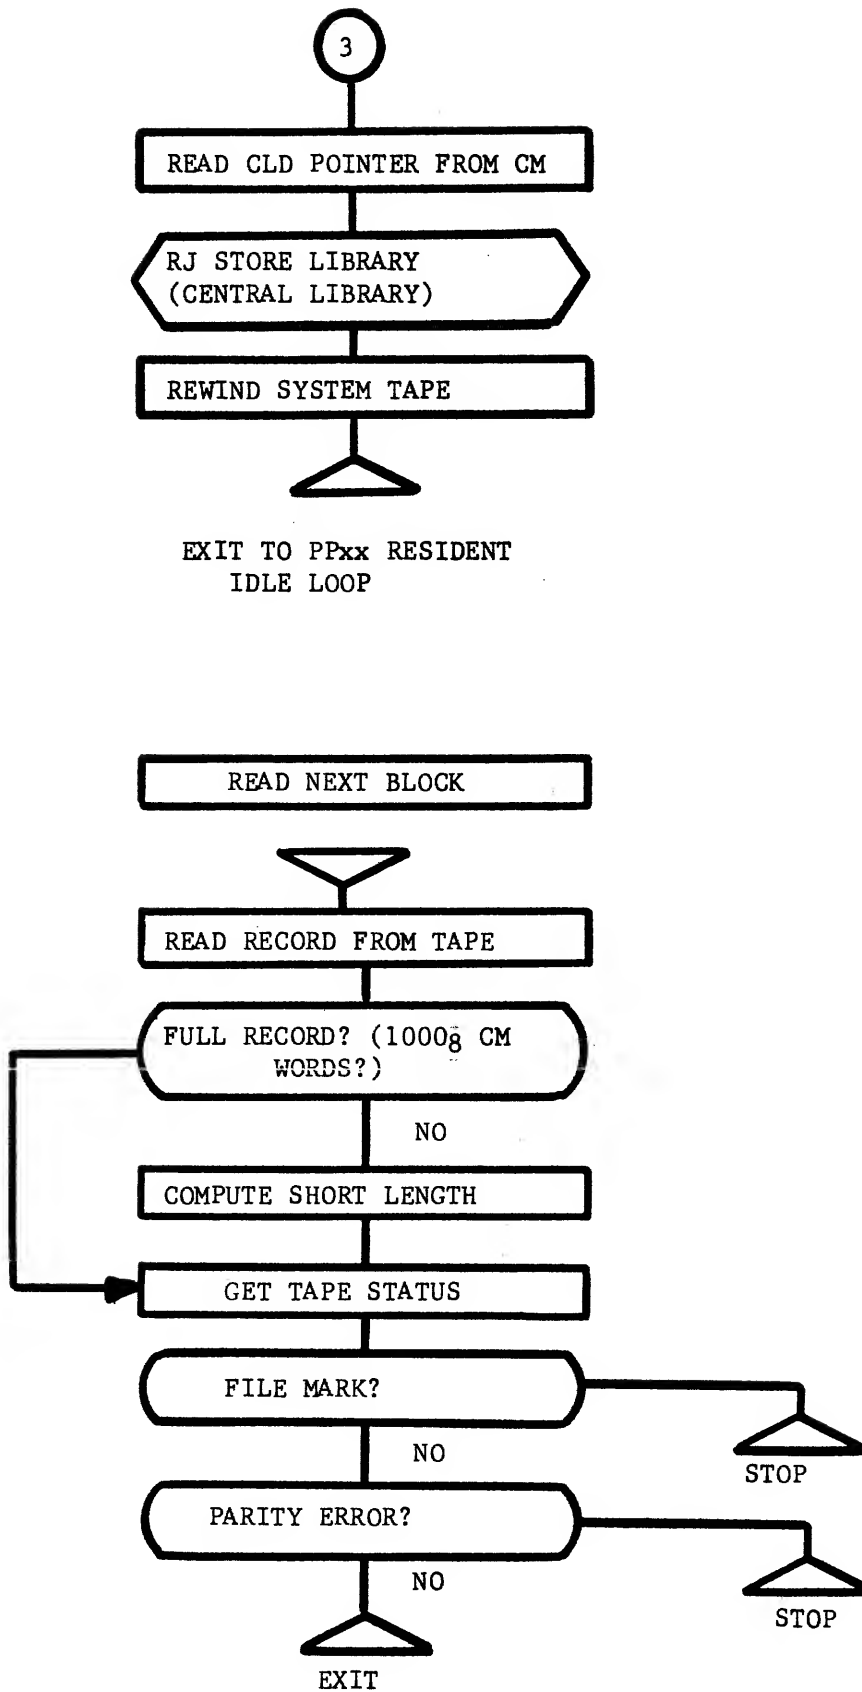 3
READ CLD POINTER FROM CM
RJ STORE LIBRARY
(CENTRAL LIBRARY)
REWIND SYSTEM TAPE
EXIT TO PPxx RESIDENT
IDLE LOOP
READ NEXT BLOCK
READ RECORD FROM TAPE
FULL RECORD? (1000₈ CM
WORDS?)
NO
COMPUTE SHORT LENGTH
GET TAPE STATUS
FILE MARK?
NO
STOP
PARITY ERROR?
NO
STOP
EXIT